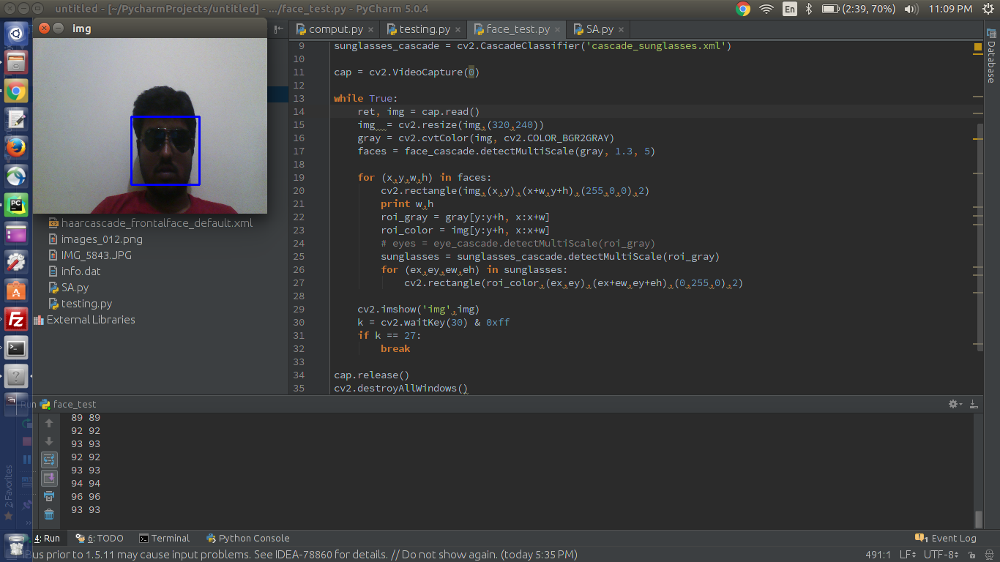 untitled - [~/PycharmProjects/untitled] - .../face_test.py - PyCharm 5.0.4
En
(2:39, 70%)
11:09 PM
img
comput.py
testing.py
face_test.py
SA.py
Database
9 sunglasses_cascade = cv2.CascadeClassifier('cascade_sunglasses.xml')
10
11 cap = cv2.VideoCapture(0)
12
13 while True:
14 ret, img = cap.read()
15 img  = cv2.resize(img,(320,240))
16 gray = cv2.cvtColor(img, cv2.COLOR_BGR2GRAY)
17 faces = face_cascade.detectMultiScale(gray, 1.3, 5)
18
19 for (x,y,w,h) in faces:
20 cv2.rectangle(img,(x,y),(x+w,y+h),(255,0,0),2)
21 print w,h
22 roi_gray = gray[y:y+h, x:x+w]
23 roi_color = img[y:y+h, x:x+w]
24 # eyes = eye_cascade.detectMultiScale(roi_gray)
25 sunglasses = sunglasses_cascade.detectMultiScale(roi_gray)
26 for (ex,ey,ew,eh) in sunglasses:
27 cv2.rectangle(roi_color,(ex,ey),(ex+ew,ey+eh),(0,255,0),2)
28
29 cv2.imshow('img',img)
30 k = cv2.waitKey(30) & 0xff
31 if k == 27:
32 break
33
34 cap.release()
35 cv2.destroyAllWindows()
haarcascade_frontalface_default.xml
images_012.png
IMG_5843.JPG
info.dat
SA.py
testing.py
External Libraries
PC
Fz
face_test
89 89
92 92
93 93
92 92
93 93
94 94
96 96
93 93
2: Favorites
4: Run
6: TODO
Terminal
Python Console
Event Log
Bus prior to 1.5.11 may cause input problems. See IDEA-78860 for details. // Do not show again. (today 5:35 PM)
491:1
LF
UTF-8